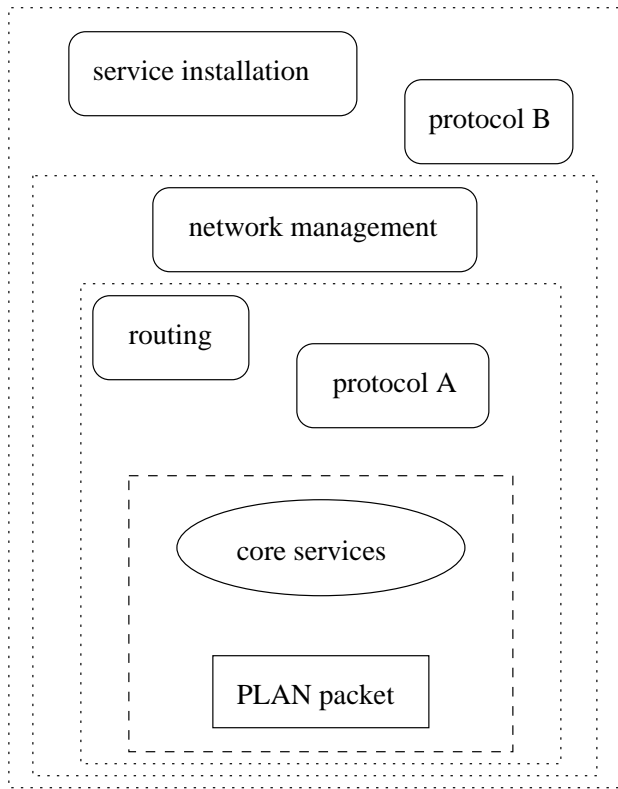 service installation
protocol B
network management
routing
protocol A
core services
PLAN packet